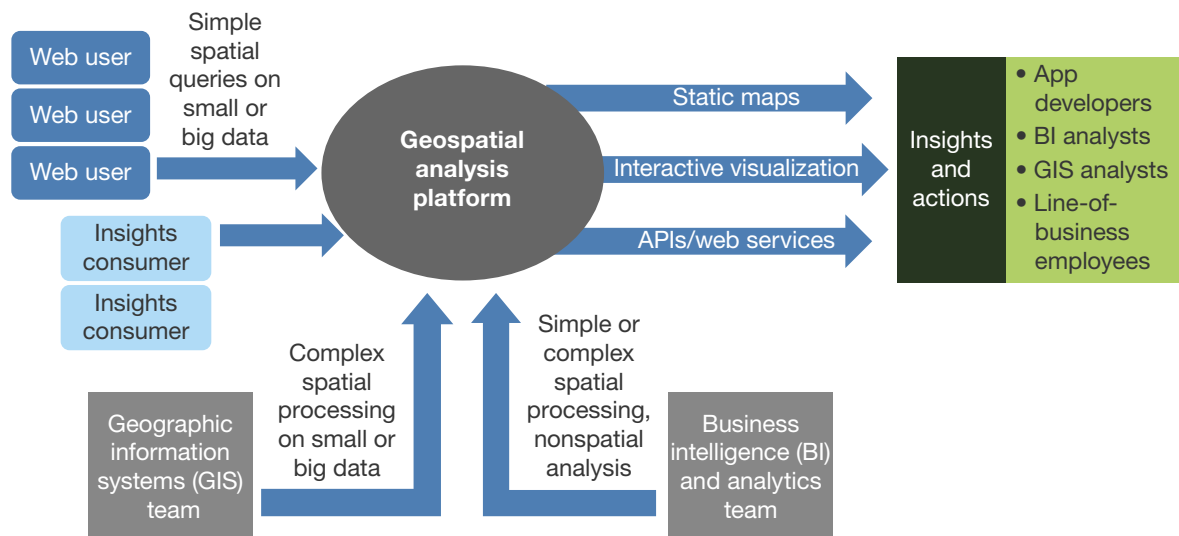 Web user
Web user
Web user
Simple
spatial
queries on
small or
big data
Insights
consumer
Insights
consumer
Geospatial
analysis
platform
Static maps
Interactive visualization
APIs/web services
Insights
and
actions
• App
developers
• BI analysts
• GIS analysts
• Line-of-
business
employees
Geographic
information
systems (GIS)
team
Complex
spatial
processing
on small or
big data
Simple or
complex
spatial
processing,
nonspatial
analysis
Business
intelligence (BI)
and analytics
team